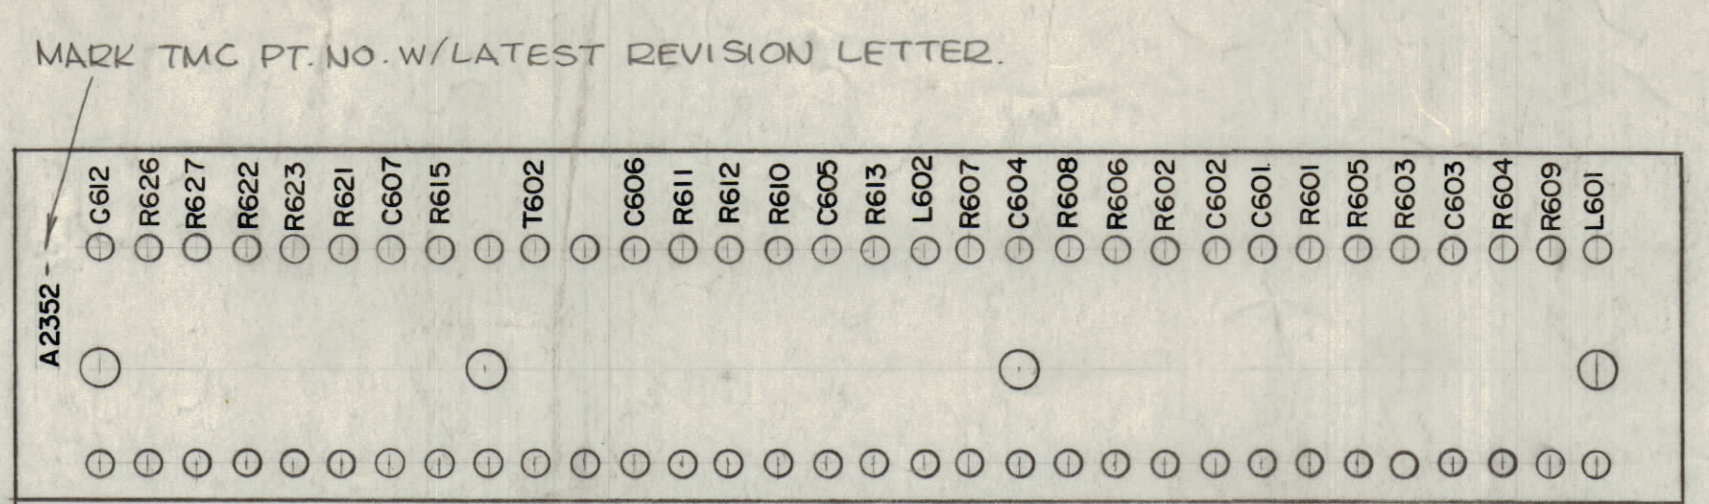 MARK TMC PT. NO. W/LATEST REVISION LETTER.
A2352 -
C612
R626
R627
R622
R623
R621
C607
R615
T602
C606
R611
R612
R610
C605
R613
L602
R607
C604
R608
R606
R602
C602
C601.
R601
R605
R603
C603
R604
R609
L601